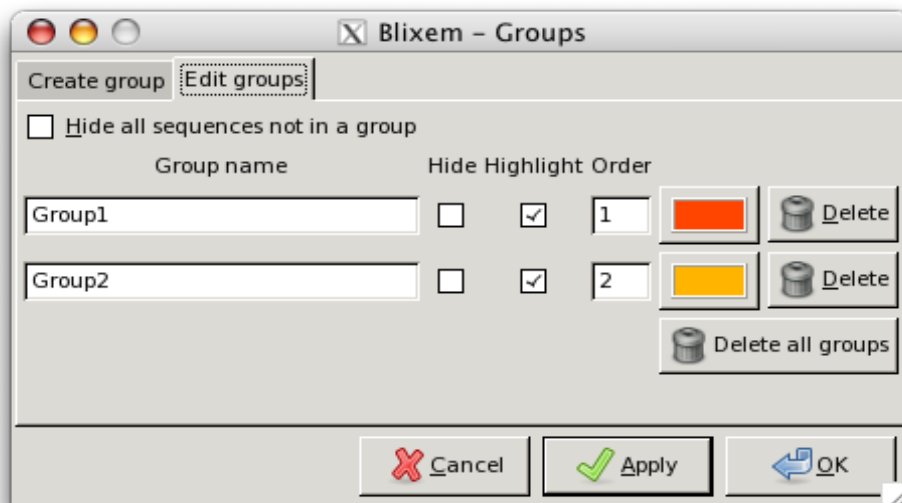 Blixem – Groups
Create group Edit groups
Hide all sequences not in a group
Group name Hide Highlight Order
Group1 1 Delete
Group2 2 Delete
Delete all groups
Cancel Apply OK